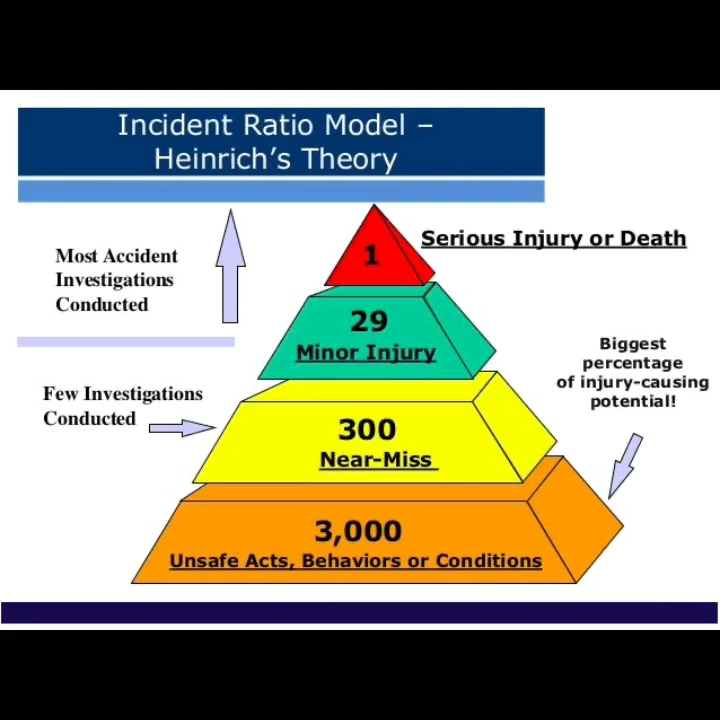 Incident Ratio Model –
Heinrich's Theory
Most Accident
Investigations
Conducted
1
Serious Injury or Death
29
Minor Injury
Biggest
percentage
of injury-causing
potential!
Few Investigations
Conducted
300
Near-Miss
3,000
Unsafe Acts, Behaviors or Conditions